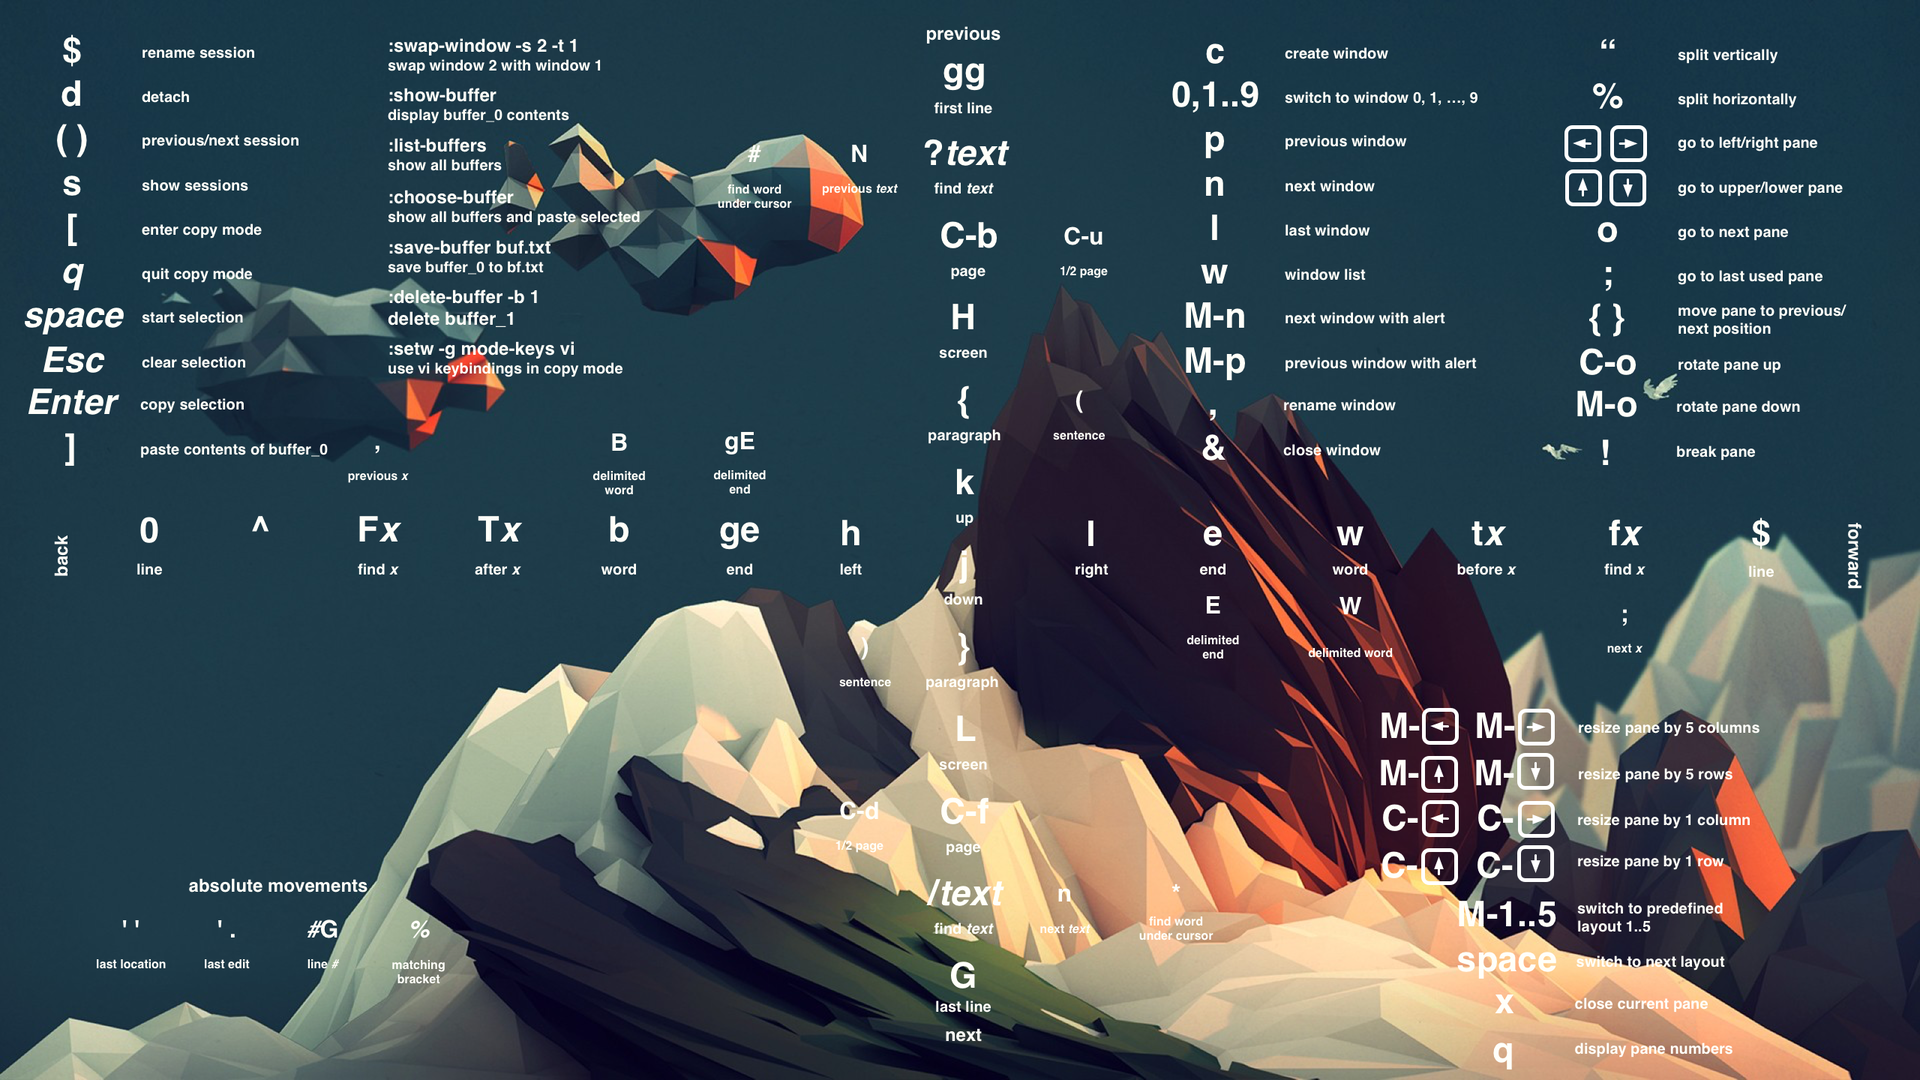 $ rename session
d detach
( ) previous/next session
s show sessions
[ enter copy mode
q quit copy mode
space start selection
Esc clear selection
Enter copy selection
] paste contents of buffer_0
:swap-window -s 2 -t 1
swap window 2 with window 1
:show-buffer
display buffer_0 contents
:list-buffers
show all buffers
:choose-buffer
show all buffers and paste selected
:save-buffer buf.txt
save buffer_0 to bf.txt
:delete-buffer -b 1
delete buffer_1
:setw -g mode-keys vi
use vi keybindings in copy mode
#
find word
under cursor
N
previous text
previous
gg
first line
?text
find text
C-b
page
C-u
1/2 page
H
screen
{
paragraph
(
sentence
k
up
c create window
0,1..9 switch to window 0, 1, ..., 9
p previous window
n next window
l last window
w window list
M-n next window with alert
M-p previous window with alert
, rename window
& close window
“ split vertically
% split horizontally
← → go to left/right pane
↑ ↓ go to upper/lower pane
o go to next pane
; go to last used pane
{ } move pane to previous/
next position
C-o rotate pane up
M-o rotate pane down
! break pane
,
previous x
B
delimited
word
gE
delimited
end
back
0
line
^
Fx
find x
Tx
after x
b
word
ge
end
h
left
j
down
l
right
e
end
w
word
tx
before x
fx
find x
$
line
forward
E
delimited
end
W
delimited word
;
next x
)
sentence
}
paragraph
L
screen
C-d
1/2 page
C-f
page
/text
find text
n
next text
*
find word
under cursor
G
last line
next
absolute movements
' '
last location
' .
last edit
#G
line #
%
matching
bracket
M-← M-→ resize pane by 5 columns
M-↑ M-↓ resize pane by 5 rows
C-← C-→ resize pane by 1 column
C-↑ C-↓ resize pane by 1 row
M-1..5 switch to predefined
layout 1..5
space switch to next layout
x close current pane
q display pane numbers